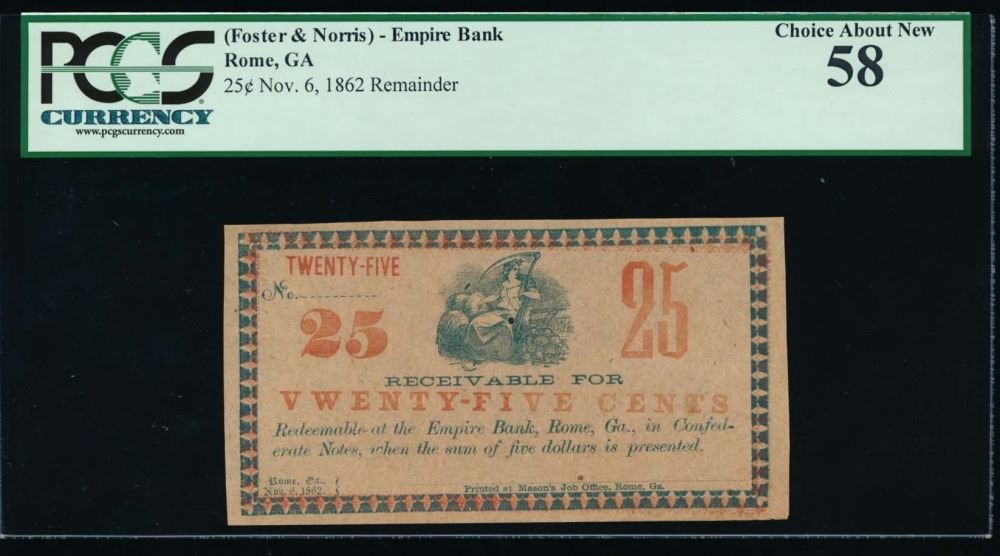 PCGS
CURRENCY
www.pcgscurrency.com
(Foster & Norris) - Empire Bank
Rome, GA
25¢ Nov. 6, 1862 Remainder
Choice About New
58
TWENTY-FIVE
No.
25
25
RECEIVABLE FOR
VWENTY-FIVE CENTS
Redeemable at the Empire Bank, Rome, Ga., in Confed-
erate Notes, when the sum of five dollars is presented.
Rome, Ga.,
Nov. 6, 1862.
Printed at Mason's Job Office, Rome, Ga.